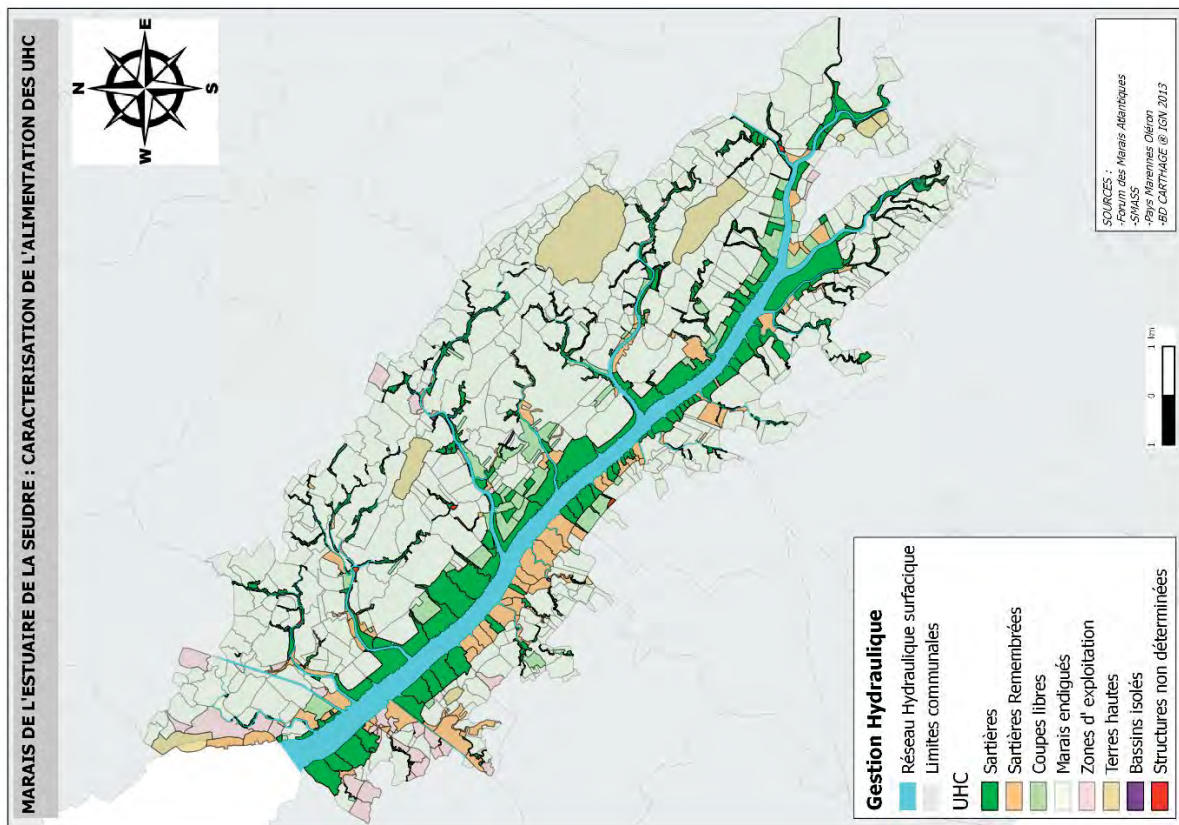 MARAIS DE L'ESTUAIRE DE LA SEUDRE : CARACTERISATION DE L'ALIMENTATION DES UHC
N
W
E
S
SOURCES :
-Forum des Marais Atlantiques
-SMASS
-Pays Marennes Oléron
-BD CARTHAGE ® IGN 2013
1 0 1 km
Gestion Hydraulique
Réseau Hydraulique surfacique
Limites communales
UHC
Sartières
Sartières Remembrées
Coupes libres
Marais endigués
Zones d' exploitation
Terres hautes
Bassins isolés
Structures non déterminées